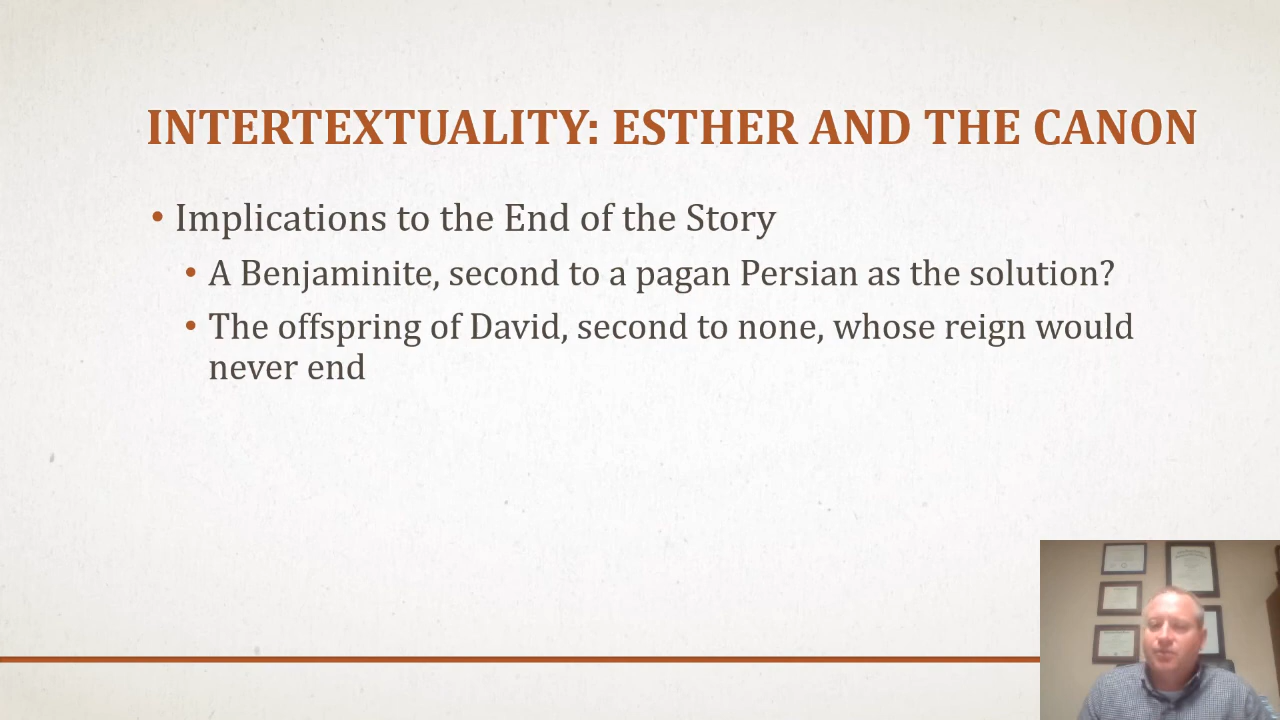 INTERTEXTUALITY: ESTHER AND THE CANON
• Implications to the End of the Story
• A Benjaminite, second to a pagan Persian as the solution?
• The offspring of David, second to none, whose reign would
never end